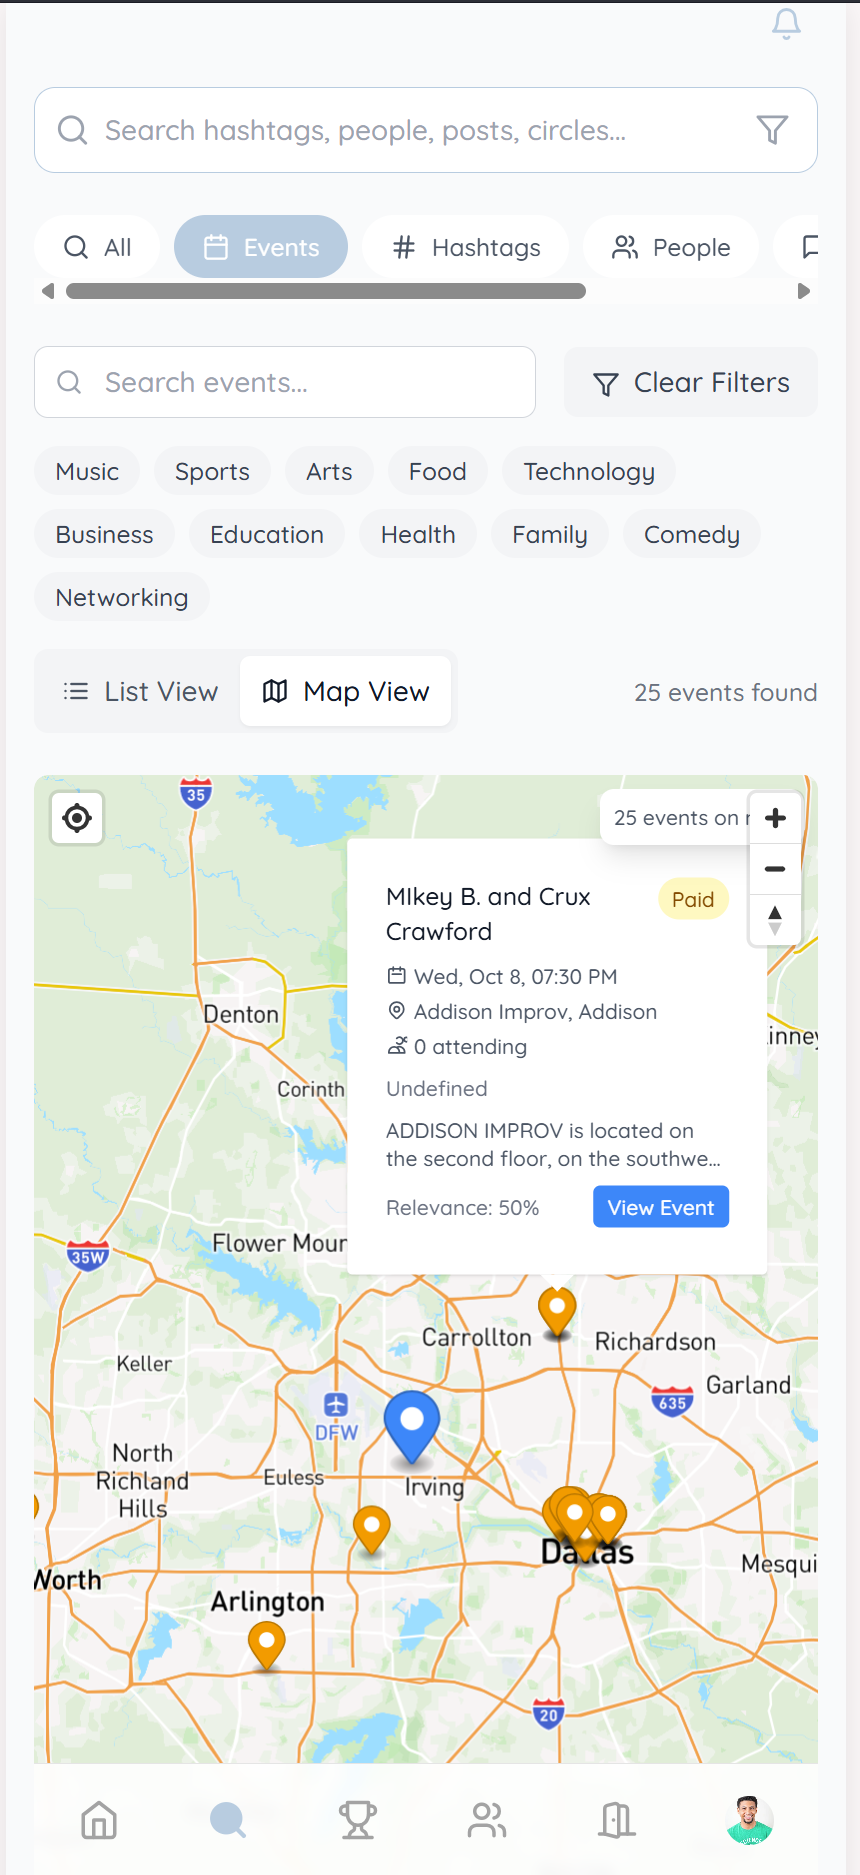 Search hashtags, people, posts, circles...
All
Events
Hashtags
People
Search events...
Clear Filters
Music
Sports
Arts
Food
Technology
Business
Education
Health
Family
Comedy
Networking
List View
Map View
25 events found
35
25 events on
MIkey B. and Crux
Crawford
Paid
Wed, Oct 8, 07:30 PM
Addison Improv, Addison
0 attending
Undefined
ADDISON IMPROV is located on
the second floor, on the southwe...
Relevance: 50%
View Event
Denton
inney
Corinth
35W
Flower Moun
Carrollton
Richardson
Keller
Garland
635
DFW
North
Richland
Hills
Euless
Irving
Dallas
Worth
Mesqui
Arlington
20